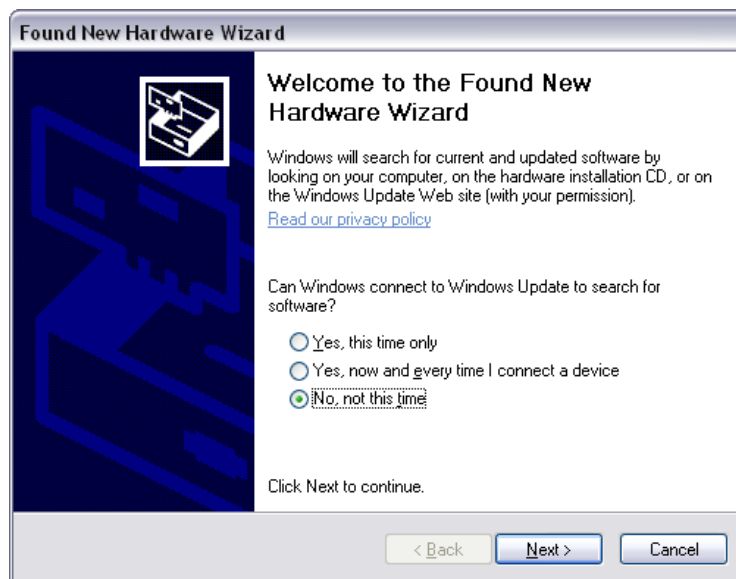 Found New Hardware Wizard
Welcome to the Found New
Hardware Wizard
Windows will search for current and updated software by
looking on your computer, on the hardware installation CD, or on
the Windows Update Web site (with your permission).
Read our privacy policy
Can Windows connect to Windows Update to search for
software?
Yes, this time only
Yes, now and every time I connect a device
No, not this time
Click Next to continue.
< Back Next > Cancel